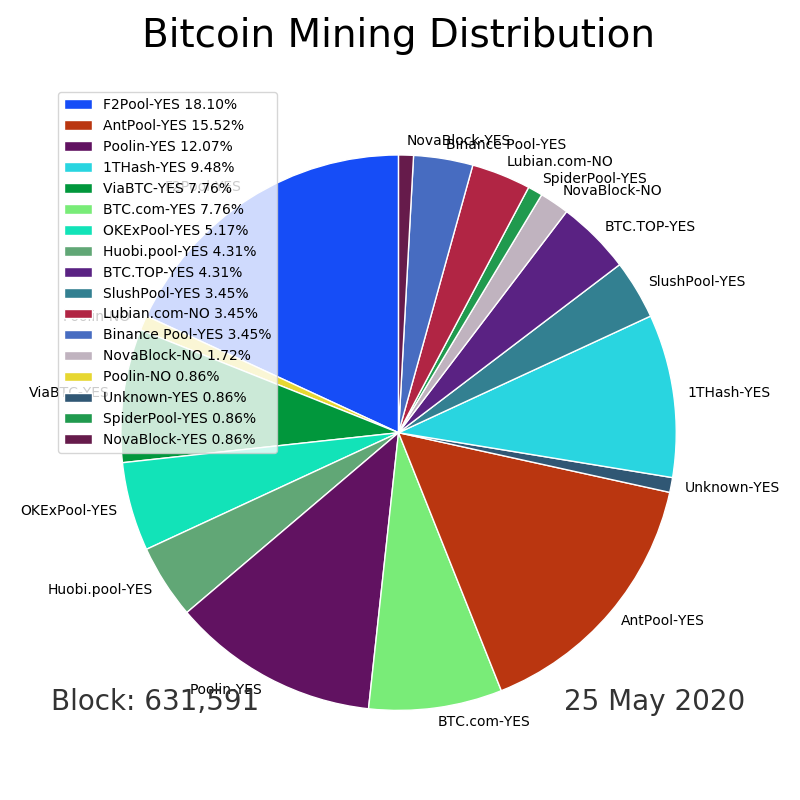 Bitcoin Mining Distribution
F2Pool-YES 18.10%
AntPool-YES 15.52%
Poolin-YES 12.07%
1THash-YES 9.48%
ViaBTC-YES 7.76%
BTC.com-YES 7.76%
OKExPool-YES 5.17%
Huobi.pool-YES 4.31%
BTC.TOP-YES 4.31%
SlushPool-YES 3.45%
Lubian.com-NO 3.45%
Binance Pool-YES 3.45%
NovaBlock-NO 1.72%
Poolin-NO 0.86%
Unknown-YES 0.86%
SpiderPool-YES 0.86%
NovaBlock-YES 0.86%
NovaBlock-YES
Binance Pool-YES
Lubian.com-NO
SpiderPool-YES
NovaBlock-NO
BTC.TOP-YES
SlushPool-YES
1THash-YES
Unknown-YES
AntPool-YES
BTC.com-YES
Poolin-YES
Huobi.pool-YES
OKExPool-YES
ViaBTC-YES
Poolin-NO
F2Pool-YES
Block: 631,591
25 May 2020